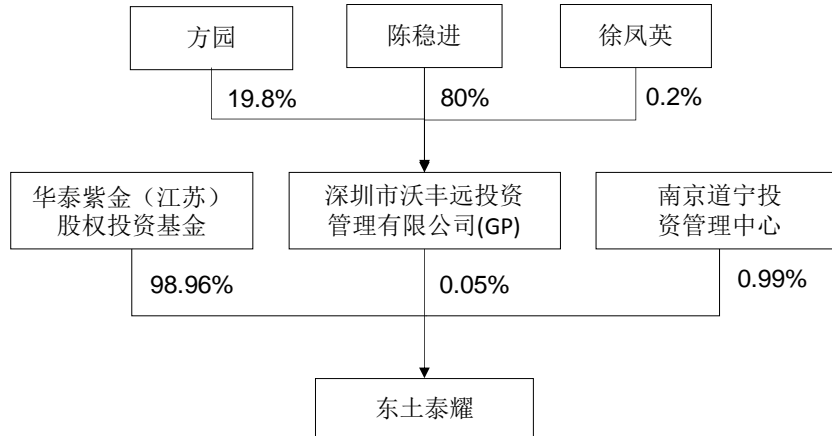 方园
陈稳进
徐凤英
19.8%
80%
0.2%
华泰紫金（江苏）
股权投资基金
深圳市沃丰远投资
管理有限公司(GP)
南京道宁投
资管理中心
98.96%
0.05%
0.99%
东土泰耀